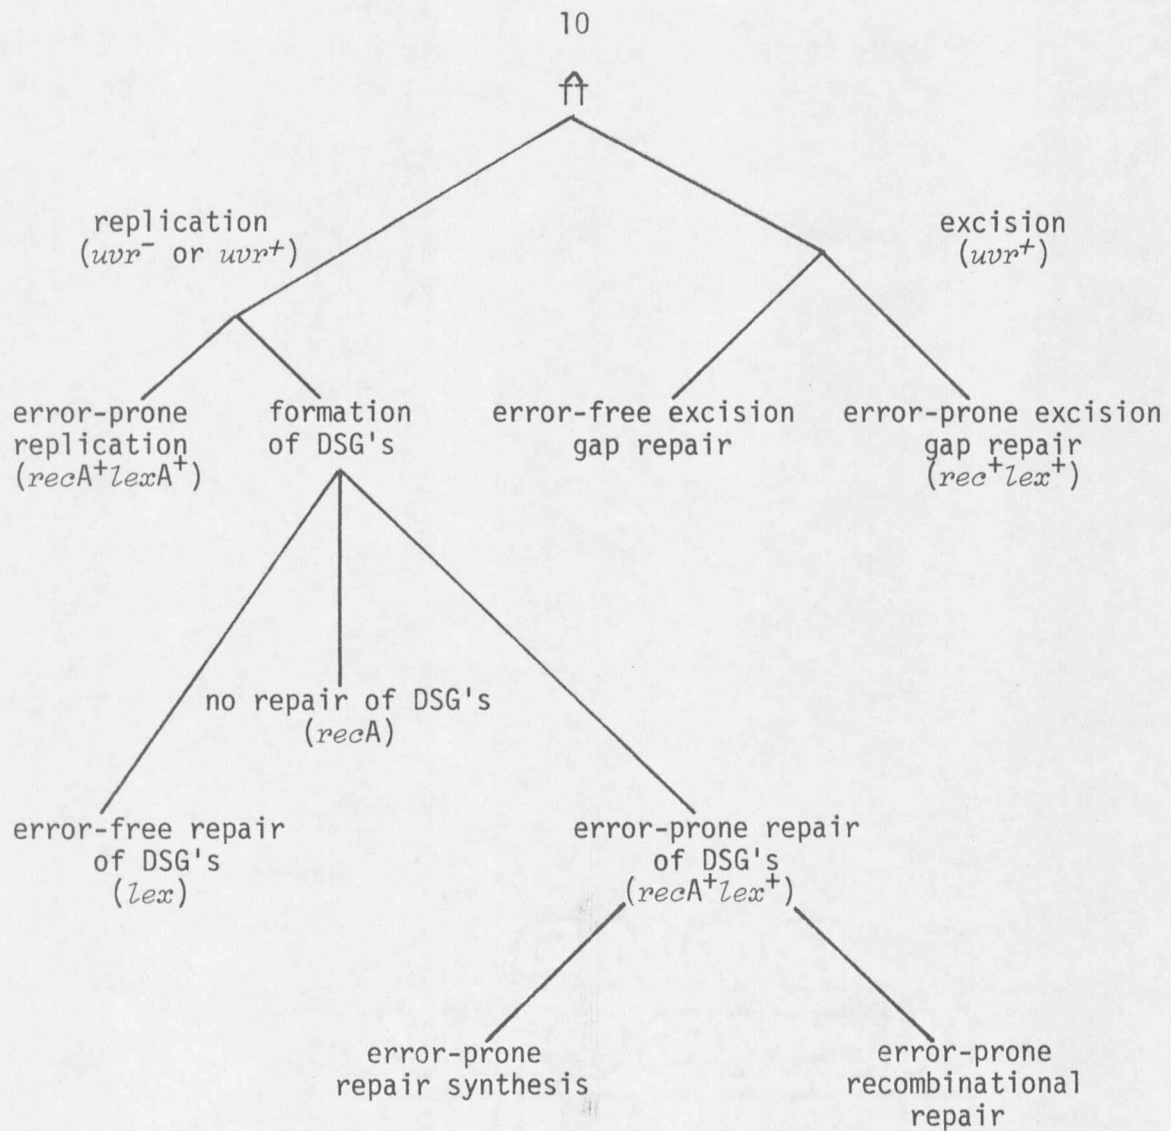 10
T̂T
replication
(uvr⁻ or uvr⁺)
excision
(uvr⁺)
error-prone
replication
(recA⁺lexA⁺)
formation
of DSG's
error-free excision
gap repair
error-prone excision
gap repair
(rec⁺lex⁺)
no repair of DSG's
(recA)
error-free repair
of DSG's
(lex)
error-prone repair
of DSG's
(recA⁺lex⁺)
error-prone
repair synthesis
error-prone
recombinational
repair